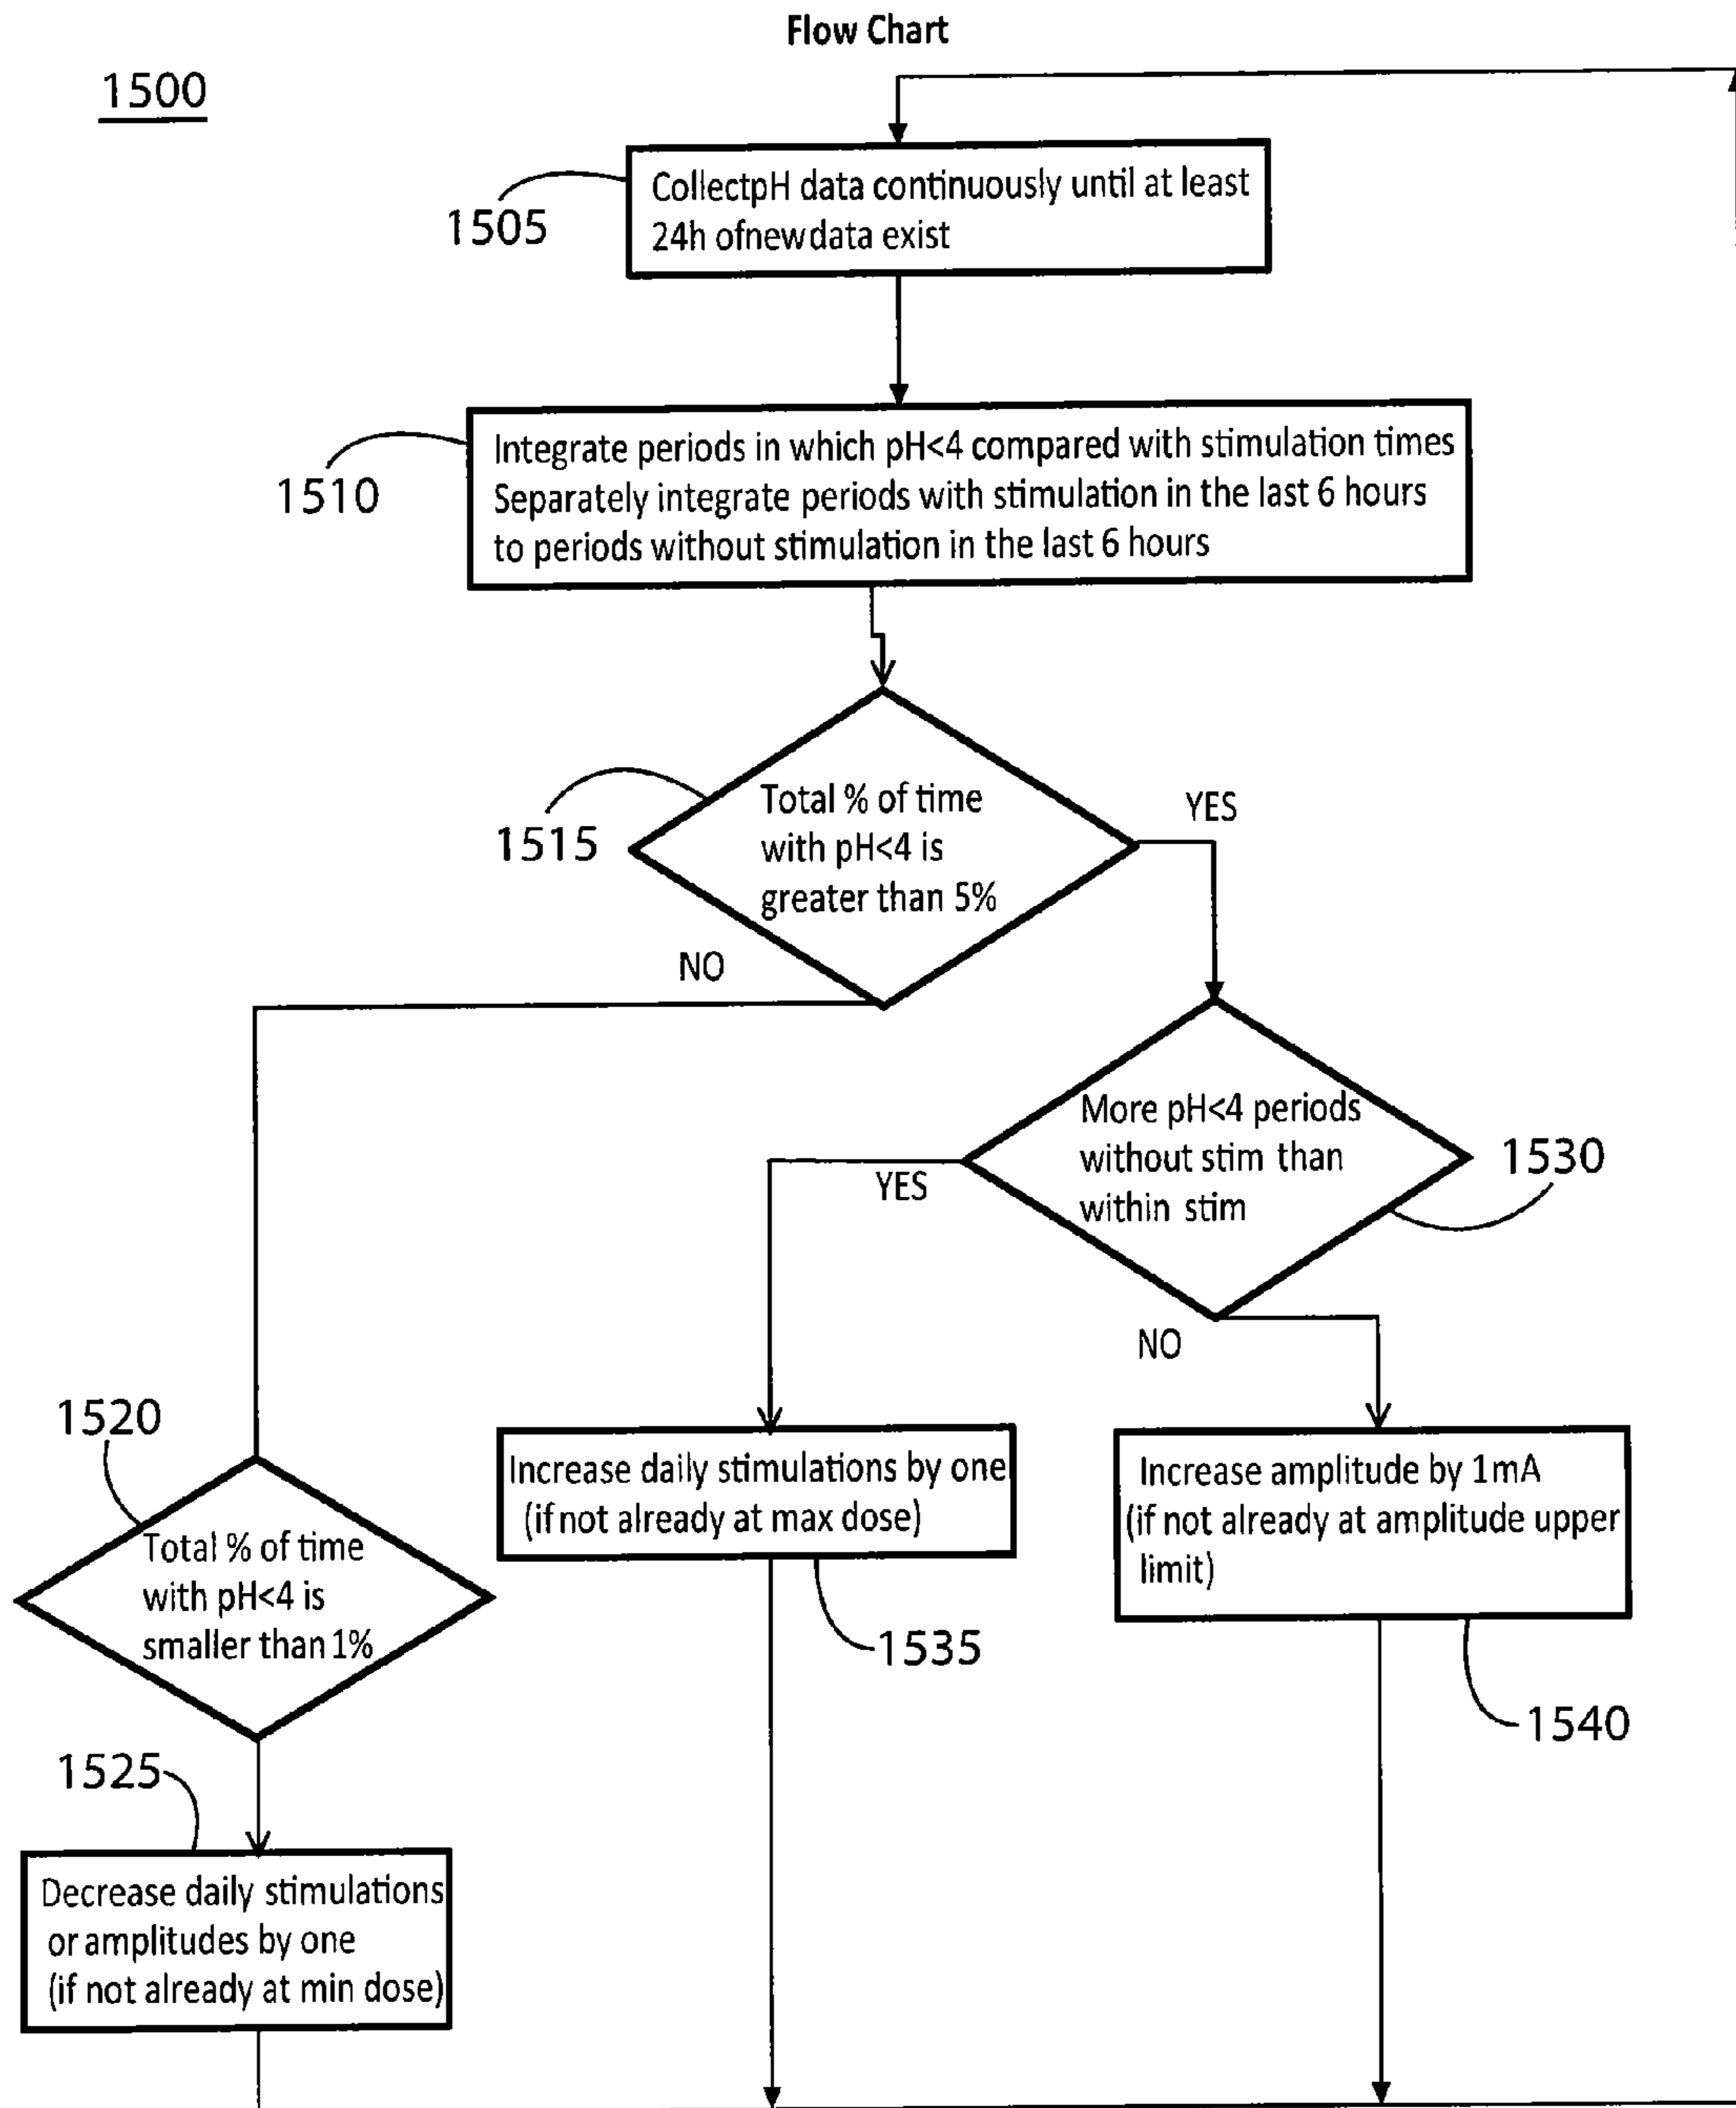 Flow Chart
1500
CollectpH data continuously until at least
24h ofnewdata exist
1505
Integrate periods in which pH<4 compared with stimulation times
Separately integrate periods with stimulation in the last 6 hours
to periods without stimulation in the last 6 hours
1510
Total % of time
with pH<4 is
greater than 5%
1515
YES
NO
More pH<4 periods
without stim than
within stim
1530
YES
NO
1520
Total % of time
with pH<4 is
smaller than 1%
Increase daily stimulations by one
(if not already at max dose)
1535
Increase amplitude by 1mA
(if not already at amplitude upper
limit)
1540
1525
Decrease daily stimulations
or amplitudes by one
(if not already at min dose)